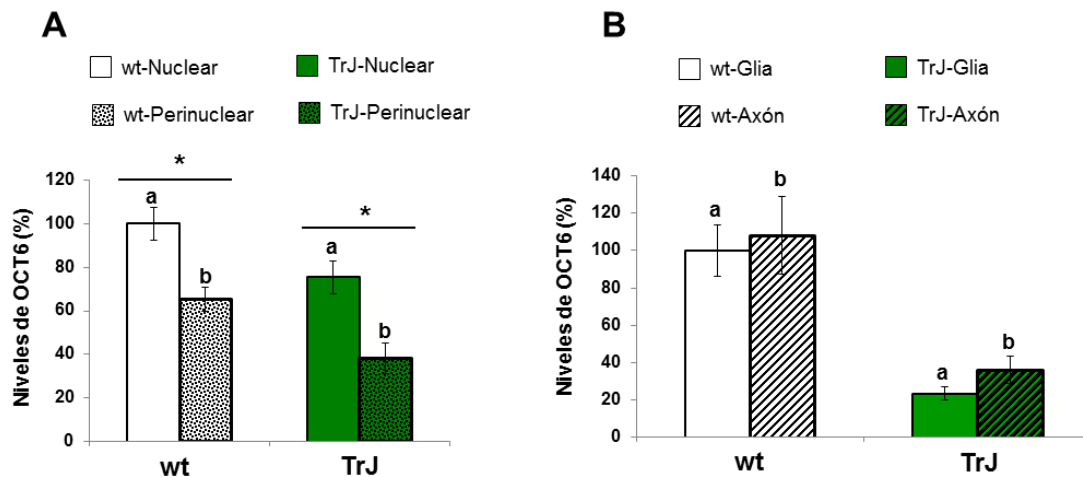 A
wt-Nuclear
TrJ-Nuclear
wt-Perinuclear
TrJ-Perinuclear
Niveles de OCT6 (%)
120
100
80
60
40
20
0
*
a
b
*
a
b
wt
TrJ
B
wt-Glia
TrJ-Glia
wt-Axón
TrJ-Axón
Niveles de OCT6 (%)
140
120
100
80
60
40
20
0
a
b
a
b
wt
TrJ